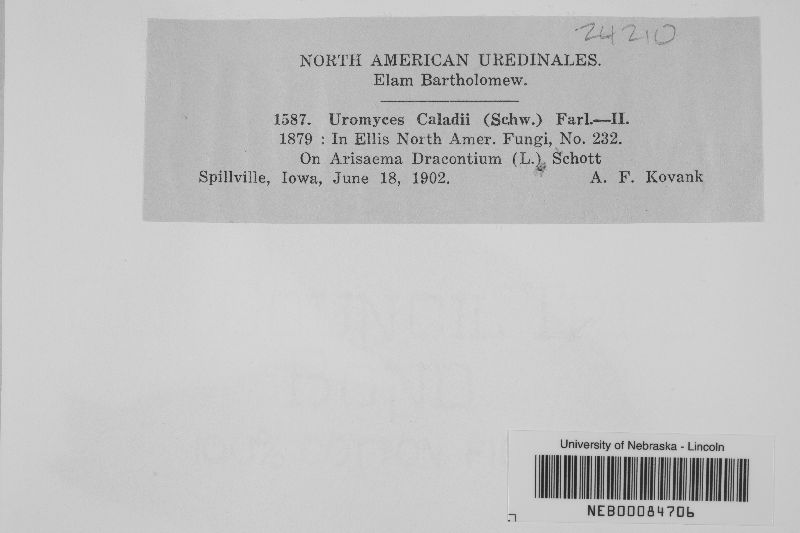 24210
NORTH AMERICAN UREDINALES.
Elam Bartholomew.
1587. Uromyces Caladii (Schw.) Farl.—II.
1879 : In Ellis North Amer. Fungi, No. 232.
On Arisaema Dracontium (L.) Schott
Spillville, Iowa, June 18, 1902. A. F. Kovank
University of Nebraska - Lincoln
NEB00084706